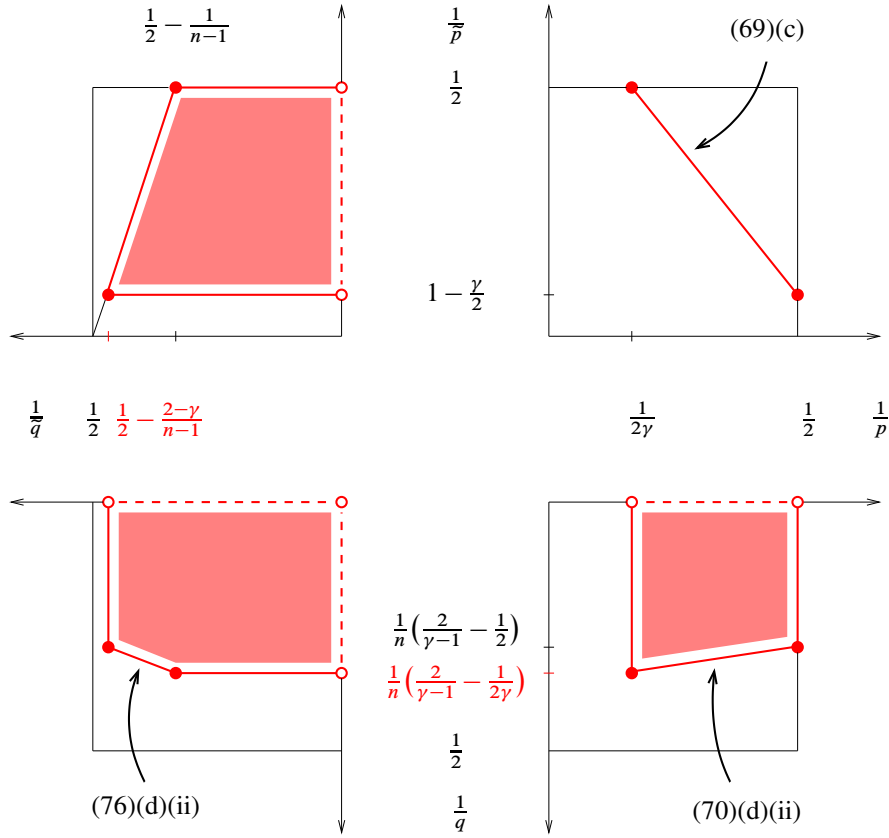 1/2 − 1/(n−1)
1/p̃
(69)(c)
1/2
1 − γ/2
1/q̃
1/2
1/2 − (2−γ)/(n−1)
1/(2γ)
1/2
1/p
1/n(2/(γ−1) − 1/2)
1/n(2/(γ−1) − 1/(2γ))
1/2
(76)(d)(ii)
1/q
(70)(d)(ii)